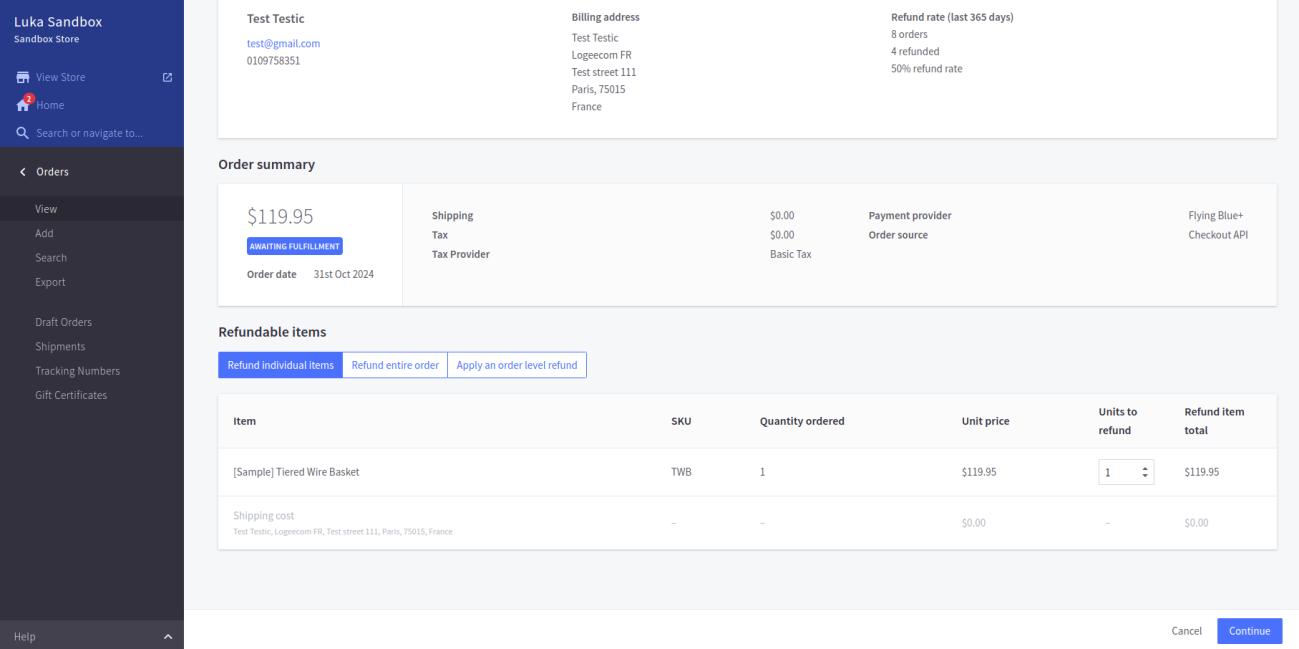 Luka Sandbox
Sandbox Store
View Store
2
Home
Search or navigate to...
Orders
View
Add
Search
Export
Draft Orders
Shipments
Tracking Numbers
Gift Certificates
Help
Test Testic
test@gmail.com
0109758351
Billing address
Test Testic
Logeecom FR
Test street 111
Paris, 75015
France
Refund rate (last 365 days)
8 orders
4 refunded
50% refund rate
Order summary
$119.95
AWAITING FULFILLMENT
Order date 31st Oct 2024
Shipping $0.00
Tax $0.00
Tax Provider Basic Tax
Payment provider Flying Blue+
Order source Checkout API
Refundable items
Refund individual items Refund entire order Apply an order level refund
Item SKU Quantity ordered Unit price Units to refund Refund item total
[Sample] Tiered Wire Basket TWB 1 $119.95 1 $119.95
Shipping cost – – $0.00 – $0.00
Test Testic, Logeecom FR, Test street 111, Paris, 75015, France
Cancel Continue